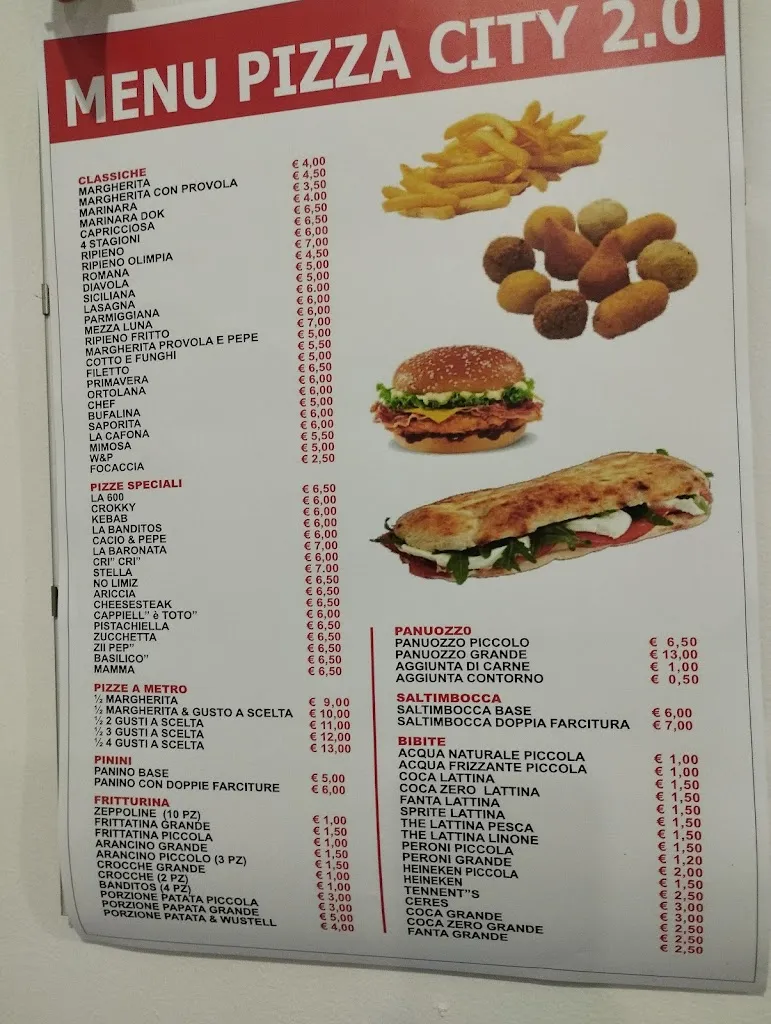 MENU PIZZA CITY 2.0
CLASSICHE
MARGHERITA € 4,00
MARGHERITA CON PROVOLA € 4,50
MARINARA € 3,50
MARINARA DOK € 4.00
CAPRICCIOSA € 6,50
4 STAGIONI € 6,50
RIPIENO € 6,00
RIPIENO OLIMPIA € 7,00
ROMANA € 4,50
DIAVOLA € 5,00
SICILIANA € 5,00
LASAGNA € 6.00
PARMIGGIANA € 6,00
MEZZA LUNA € 6,00
RIPIENO FRITTO € 7,00
MARGHERITA PROVOLA E PEPE € 5,00
COTTO E FUNGHI € 5,50
FILETTO € 5,00
PRIMAVERA € 6,50
ORTOLANA € 6,00
CHEF € 6,00
BUFALINA € 5,00
SAPORITA € 6,00
LA CAFONA € 6,00
MIMOSA € 5,50
W&P € 5,00
FOCACCIA € 2,50
PIZZE SPECIALI
LA 600 € 6,50
CROKKY € 6,00
KEBAB € 6,00
LA BANDITOS € 6,00
CACIO & PEPE € 6,00
LA BARONATA € 7,00
CRI" CRI" € 6,00
STELLA € 7.00
NO LIMIZ € 6,50
ARICCIA € 6,50
CHEESESTEAK € 6,50
CAPPIELL" è TOTO" € 6,00
PISTACHIELLA € 6,50
ZUCCHETTA € 6,50
ZII PEP" € 6,50
BASILICO" € 6,50
MAMMA € 6,50
PIZZE A METRO
½ MARGHERITA € 9,00
½ MARGHERITA & GUSTO A SCELTA € 10,00
½ 2 GUSTI A SCELTA € 11,00
½ 3 GUSTI A SCELTA € 12,00
½ 4 GUSTI A SCELTA € 13,00
PININI
PANINO BASE € 5,00
PANINO CON DOPPIE FARCITURE € 6,00
FRITTURINA
ZEPPOLINE (10 PZ) € 1,00
FRITTATINA GRANDE € 1,50
FRITTATINA PICCOLA € 1,00
ARANCINO GRANDE € 1,50
ARANCINO PICCOLO (3 PZ) € 1,00
CROCCHE GRANDE € 1,50
CROCCHE (2 PZ) € 1,00
BANDITOS (4 PZ) € 3,00
PORZIONE PATATA PICCOLA € 3,00
PORZIONE PAPATA GRANDE € 5,00
PORZIONE PATATA & WUSTELL € 4,00
PANUOZZ0
PANUOZZO PICCOLO € 6,50
PANUOZZO GRANDE € 13,00
AGGIUNTA DI CARNE € 1,00
AGGIUNTA CONTORNO € 0,50
SALTIMBOCCA
SALTIMBOCCA BASE € 6,00
SALTIMBOCCA DOPPIA FARCITURA € 7,00
BIBITE
ACQUA NATURALE PICCOLA € 1,00
ACQUA FRIZZANTE PICCOLA € 1,00
COCA LATTINA € 1,50
COCA ZERO LATTINA € 1,50
FANTA LATTINA € 1,50
SPRITE LATTINA € 1,50
THE LATTINA PESCA € 1,50
THE LATTINA LINONE € 1,50
PERONI PICCOLA € 1,20
PERONI GRANDE € 2,00
HEINEKEN PICCOLA € 1,50
HEINEKEN € 2,50
TENNENT"S € 3,00
CERES € 3,00
COCA GRANDE € 2,50
COCA ZERO GRANDE € 2,50
FANTA GRANDE € 2,50